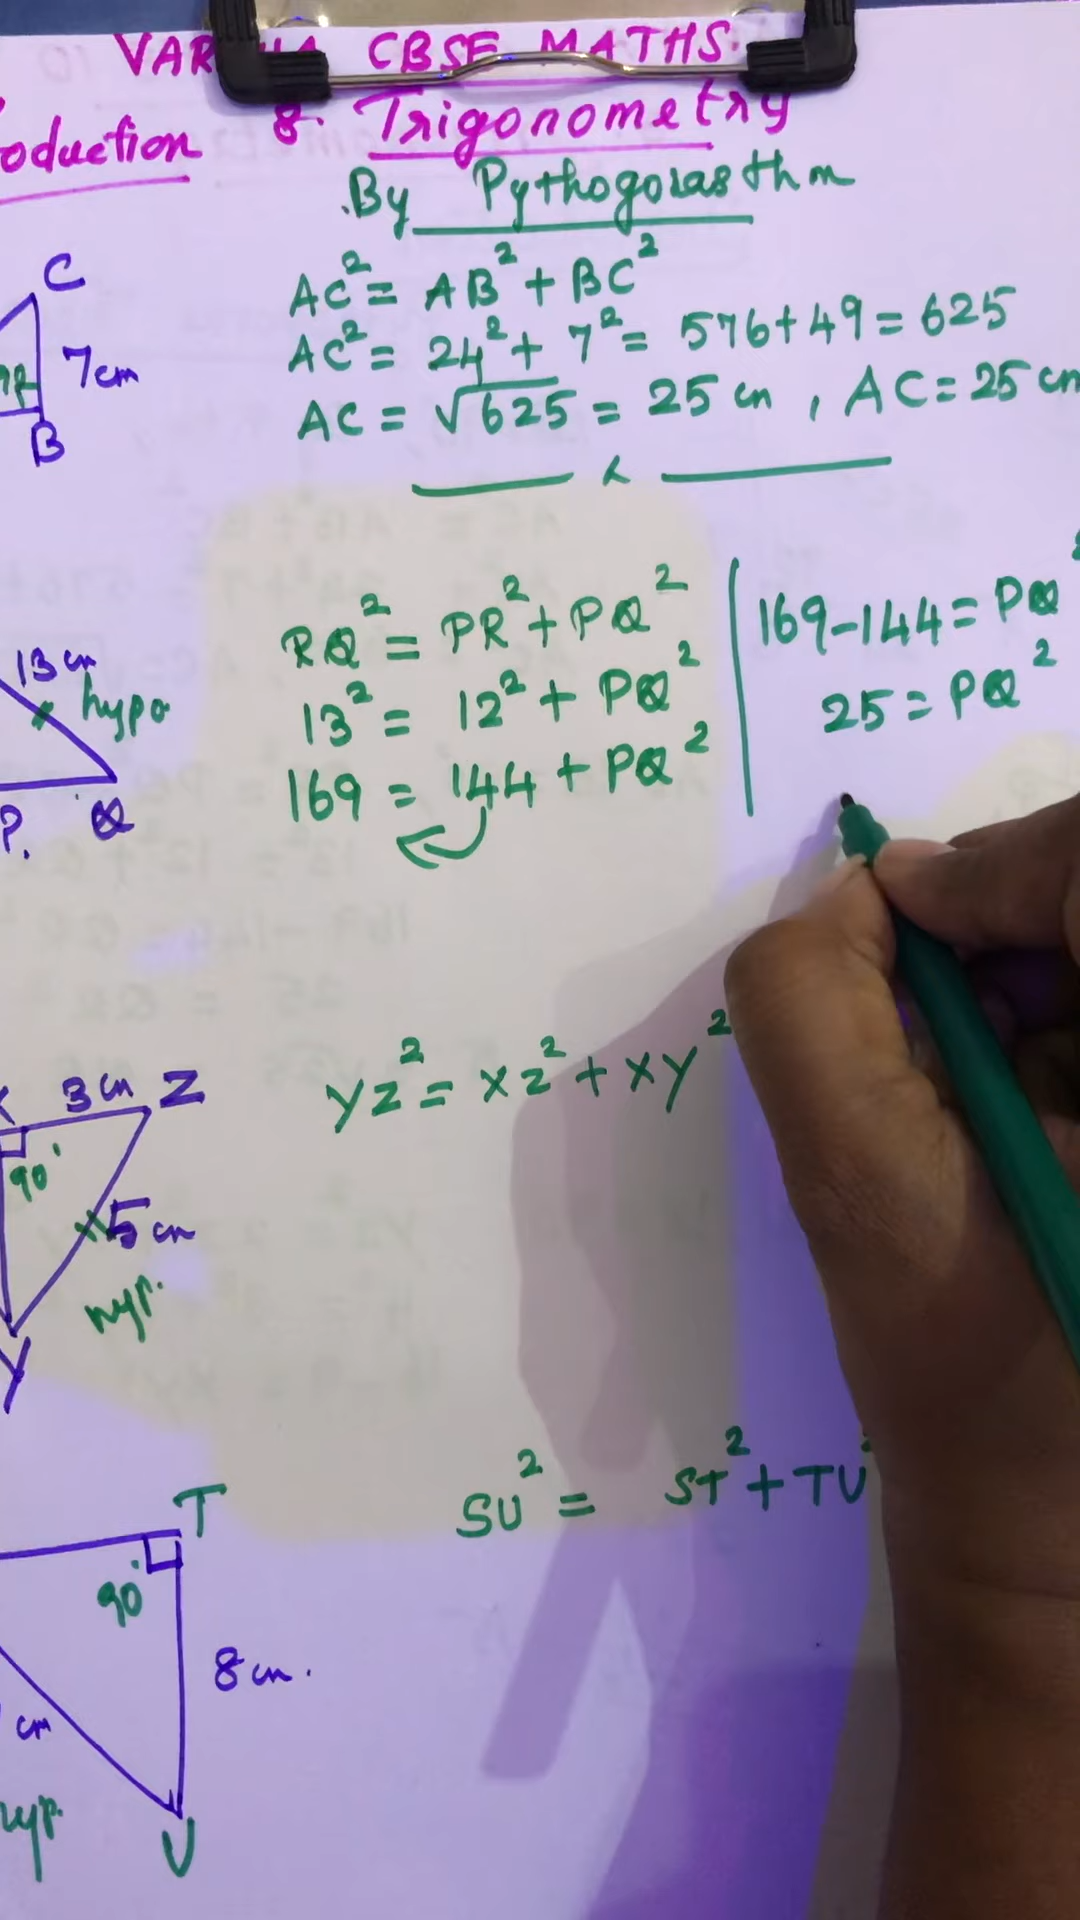 CBSE MATHS.
8. Trigonometry
oduction
By Pythogoras thm
AC² = AB² + BC²
AC² = 24² + 7² = 576 + 49 = 625
AC = √625 = 25 cm , AC = 25 cm
C
7cm
B
RQ² = PR² + PQ²
13² = 12² + PQ²
169 = 144 + PQ²
169 - 144 = PQ²
25 = PQ²
13 cm
hypo
P. Q
3 cm Z
90°
5 cm
hyp.
Y
YZ² = XZ² + XY²
SU² = ST² + TU²
T
90°
8 cm.
cm
hyp.
U